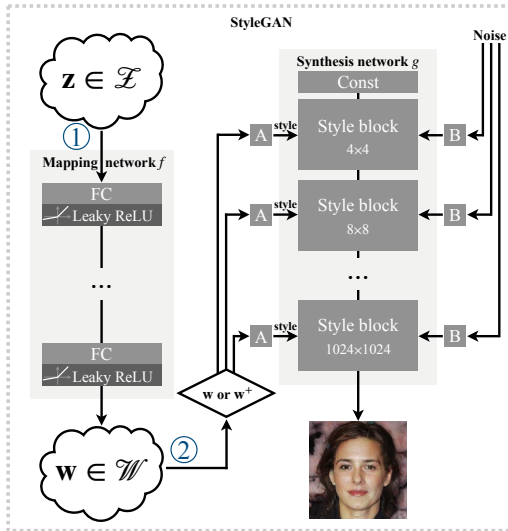 StyleGAN
z ∈ 𝒵
①
Mapping network f
FC
Leaky ReLU
...
FC
Leaky ReLU
w ∈ 𝒲
②
w or w⁺
Noise
Synthesis network g
Const
A
style
Style block
4×4
B
A
style
Style block
8×8
B
...
A
style
Style block
1024×1024
B